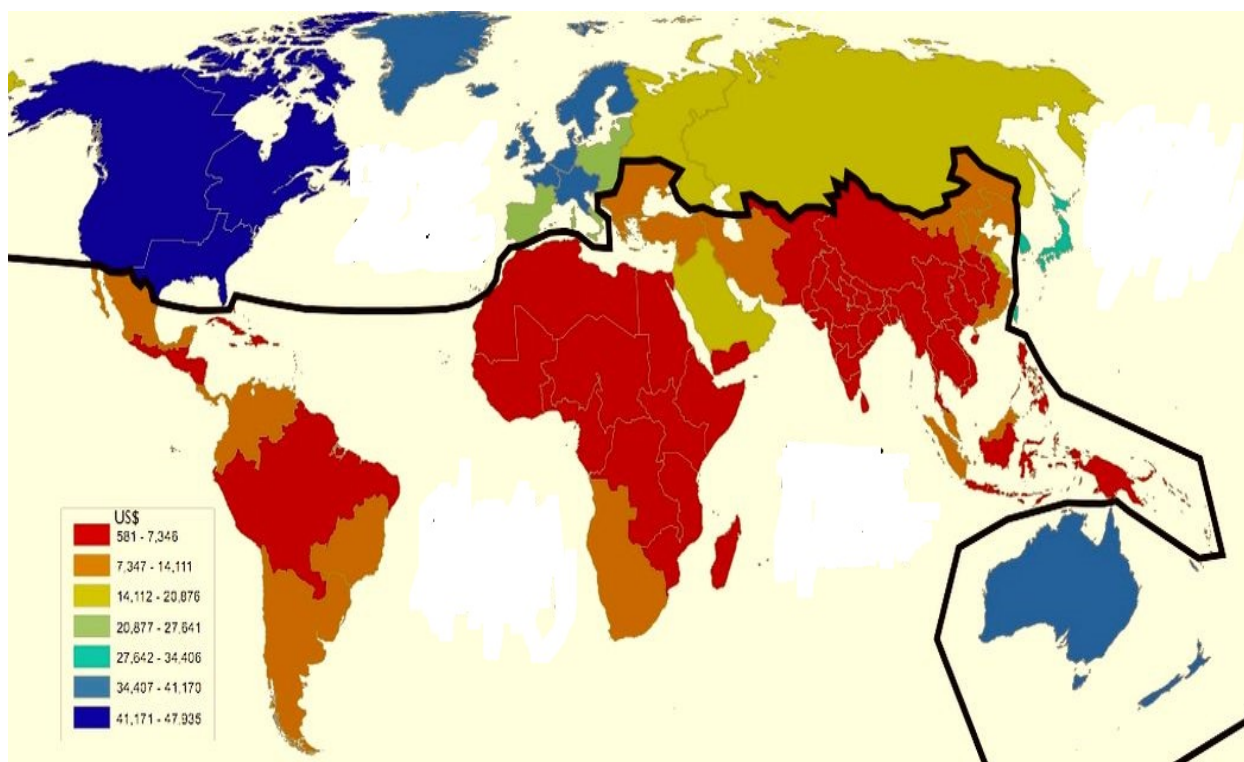 US$
581 - 7,346
7,347 - 14,111
14,112 - 20,876
20,877 - 27,641
27,642 - 34,406
34,407 - 41,170
41,171 - 47,935